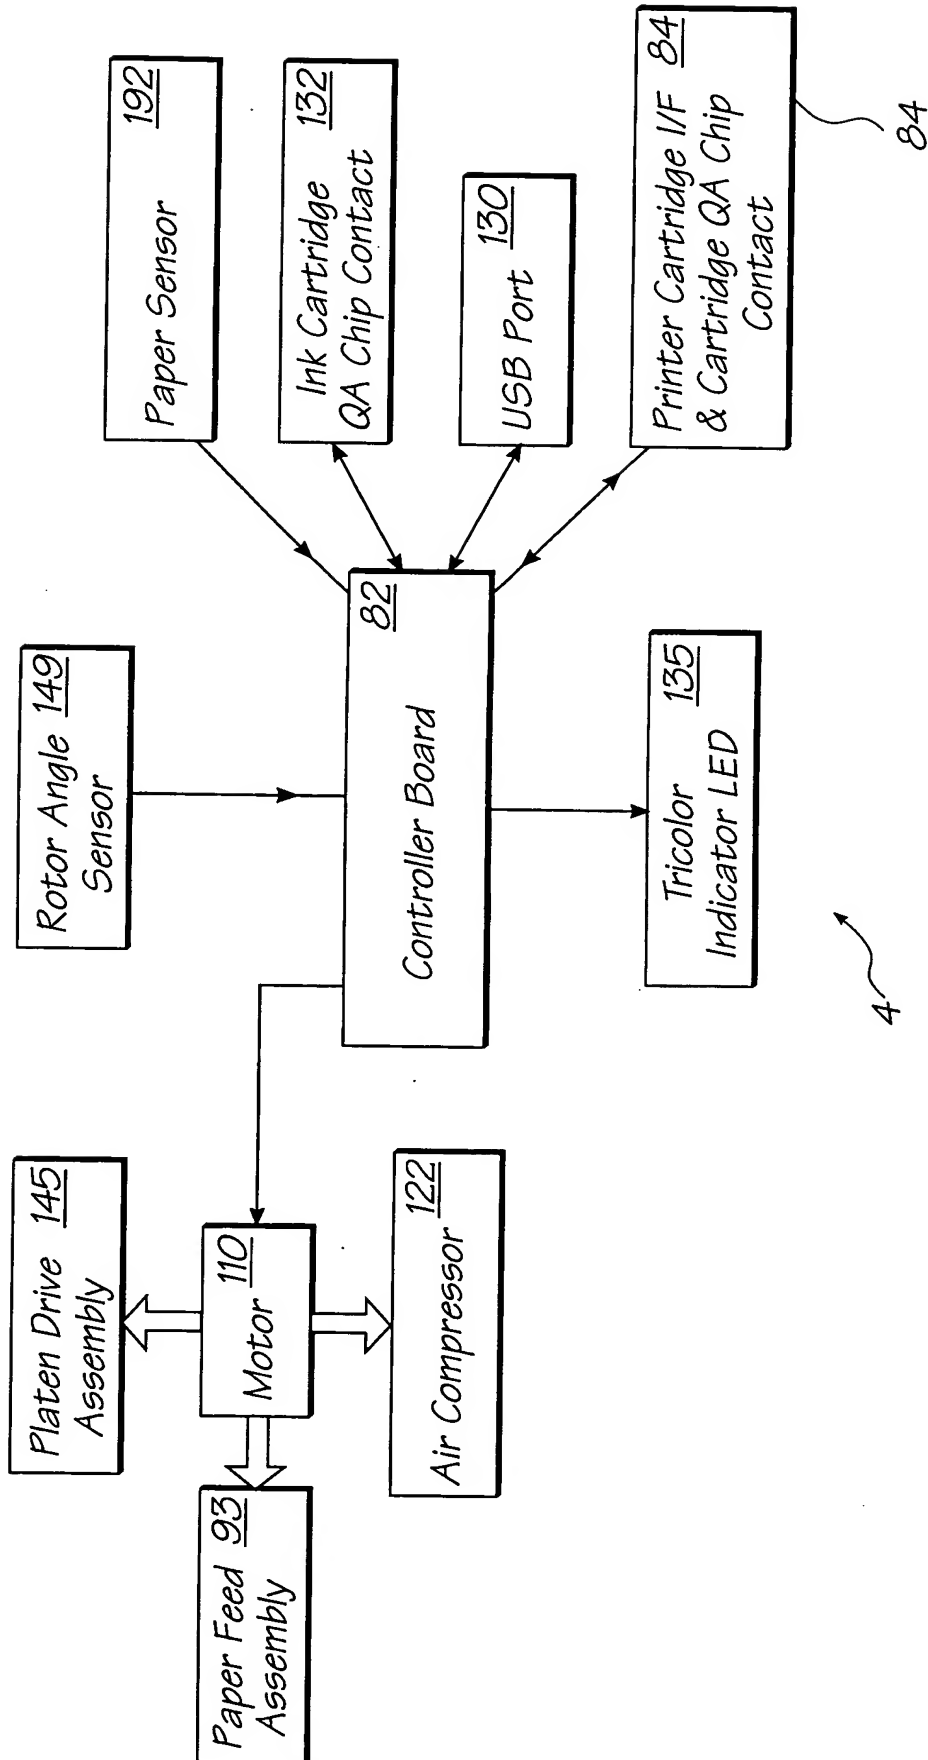 Paper Feed 93
Assembly
Platen Drive 145
Assembly
Motor 110
Air Compressor 122
Rotor Angle 149
Sensor
Controller Board 82
Tricolor 135
Indicator LED
Paper Sensor 192
Ink Cartridge 132
QA Chip Contact
USB Port 130
Printer Cartridge I/F 84
& Cartridge QA Chip
Contact
84
4